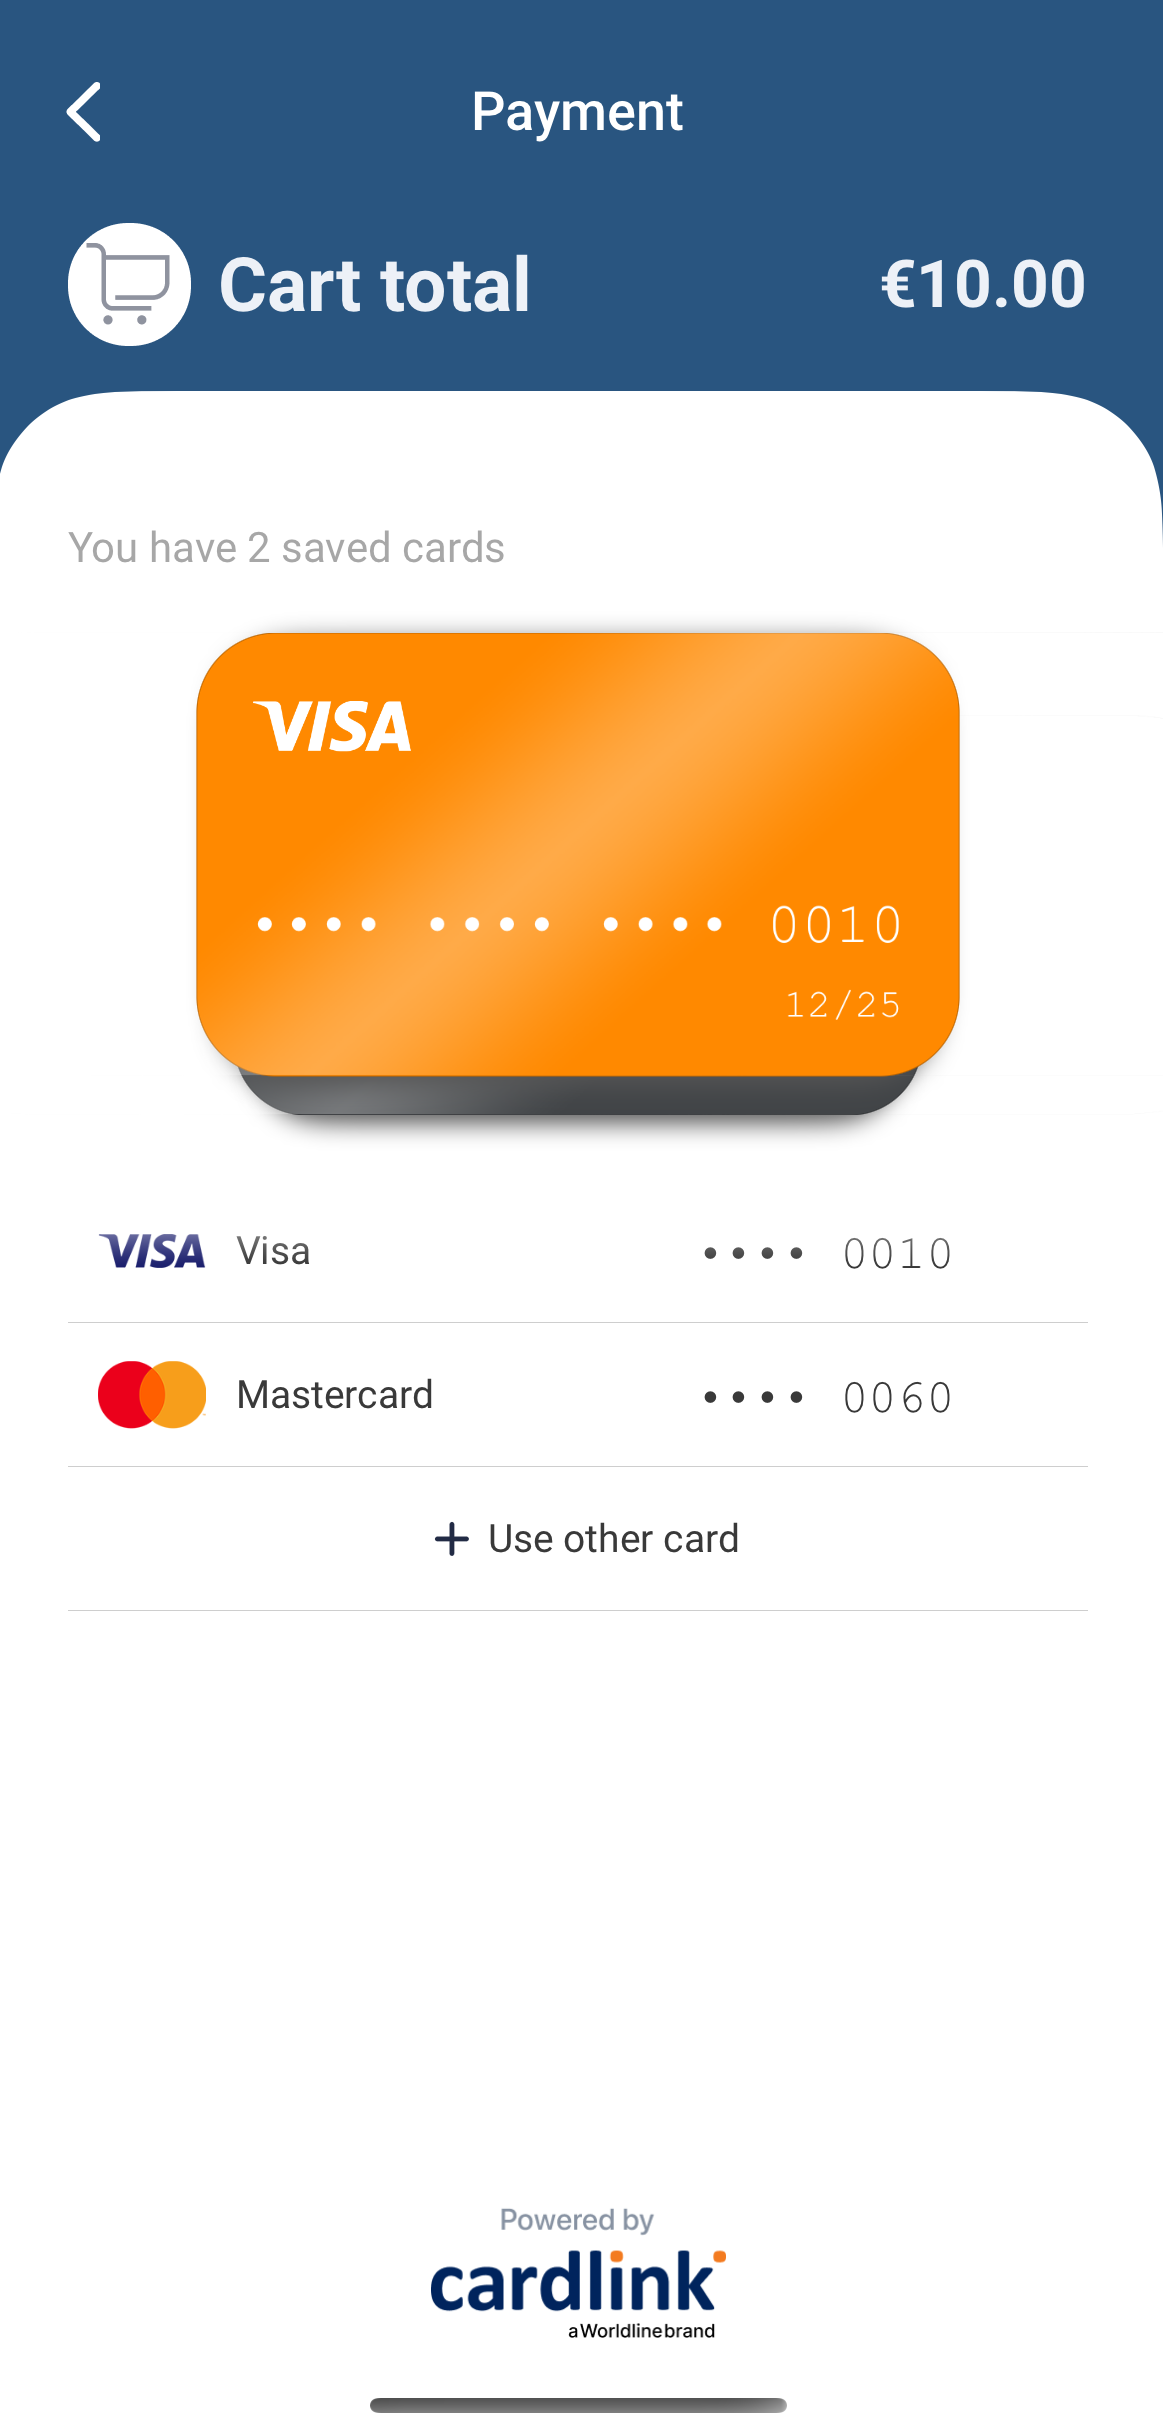 Payment
Cart total €10.00
You have 2 saved cards
VISA
•••• •••• •••• 0010
12/25
VISA Visa •••• 0010
Mastercard •••• 0060
+ Use other card
Powered by
cardlink
a Worldline brand